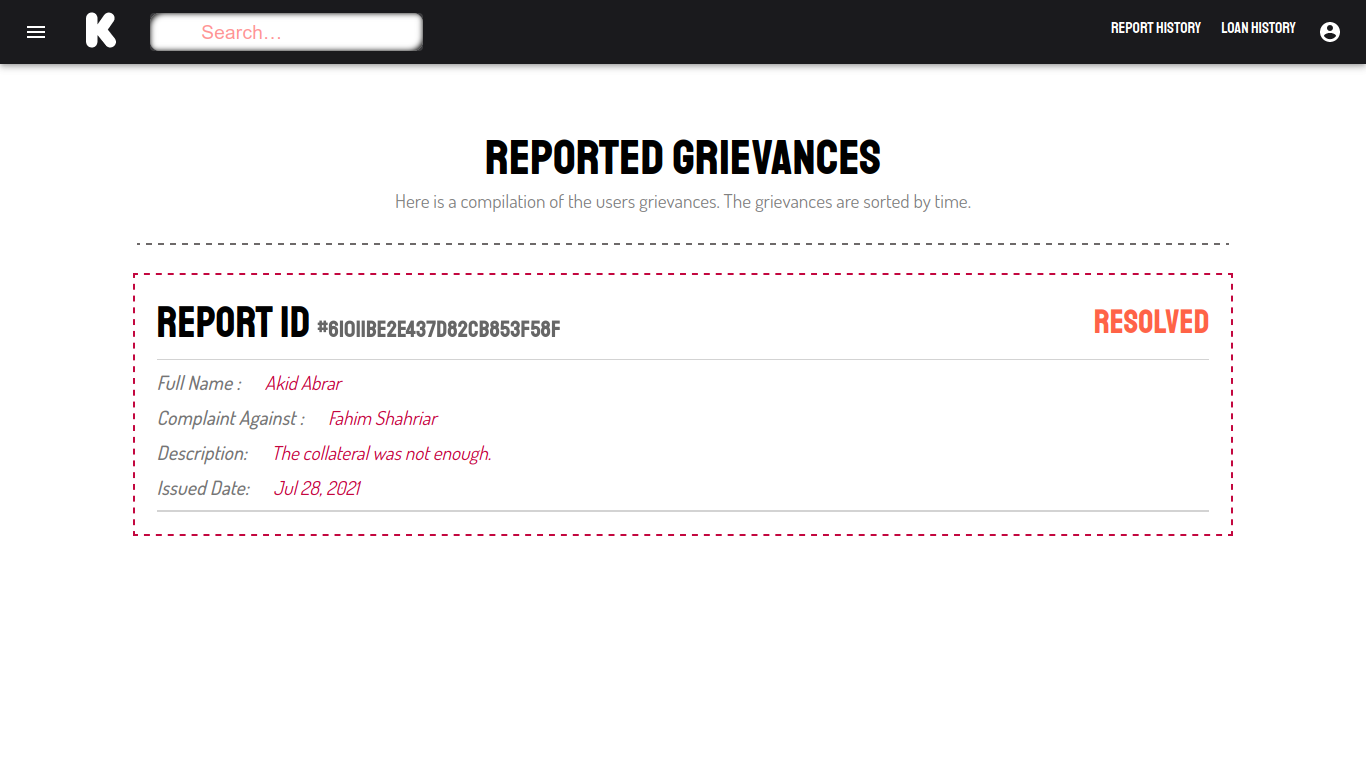 K
Search...
REPORT HISTORY
LOAN HISTORY
REPORTED GRIEVANCES
Here is a compilation of the users grievances. The grievances are sorted by time.
REPORT ID #61011BE2E437D82CB853F58F
RESOLVED
Full Name : Akid Abrar
Complaint Against : Fahim Shahriar
Description: The collateral was not enough.
Issued Date: Jul 28, 2021